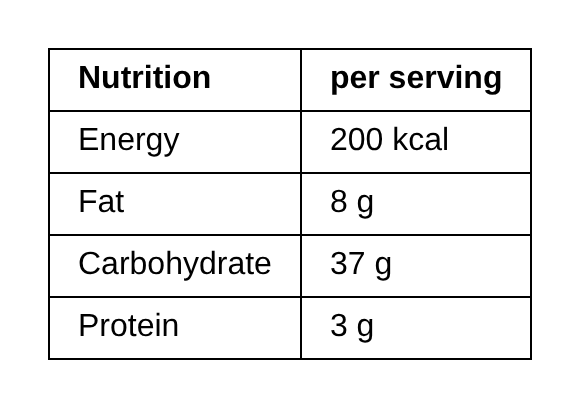 Nutrition per serving
Energy 200 kcal
Fat 8 g
Carbohydrate 37 g
Protein 3 g